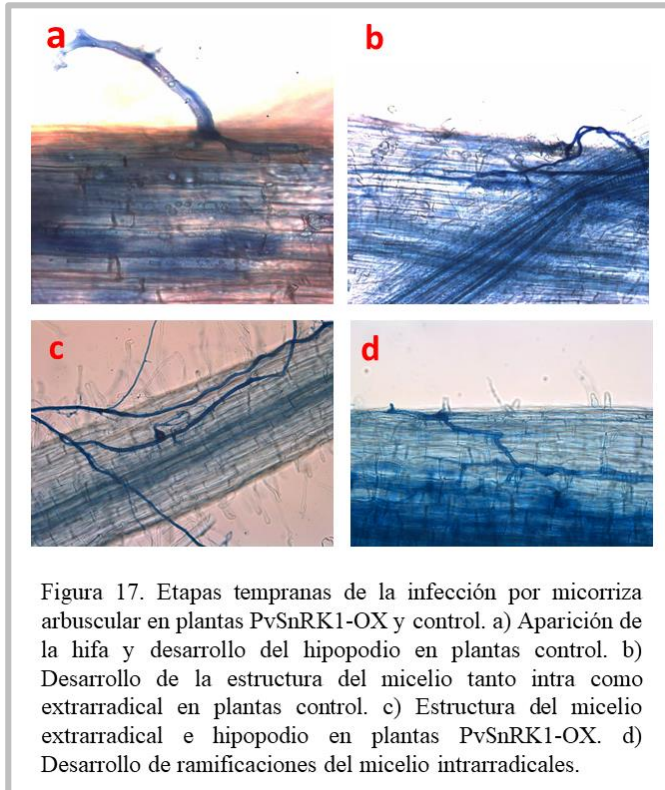 a
b
c
d
Figura 17. Etapas tempranas de la infección por micorriza
arbuscular en plantas PvSnRK1-OX y control. a) Aparición de
la hifa y desarrollo del hipopodio en plantas control. b)
Desarrollo de la estructura del micelio tanto intra como
extrarradical en plantas control. c) Estructura del micelio
extrarradical e hipopodio en plantas PvSnRK1-OX. d)
Desarrollo de ramificaciones del micelio intrarradicales.